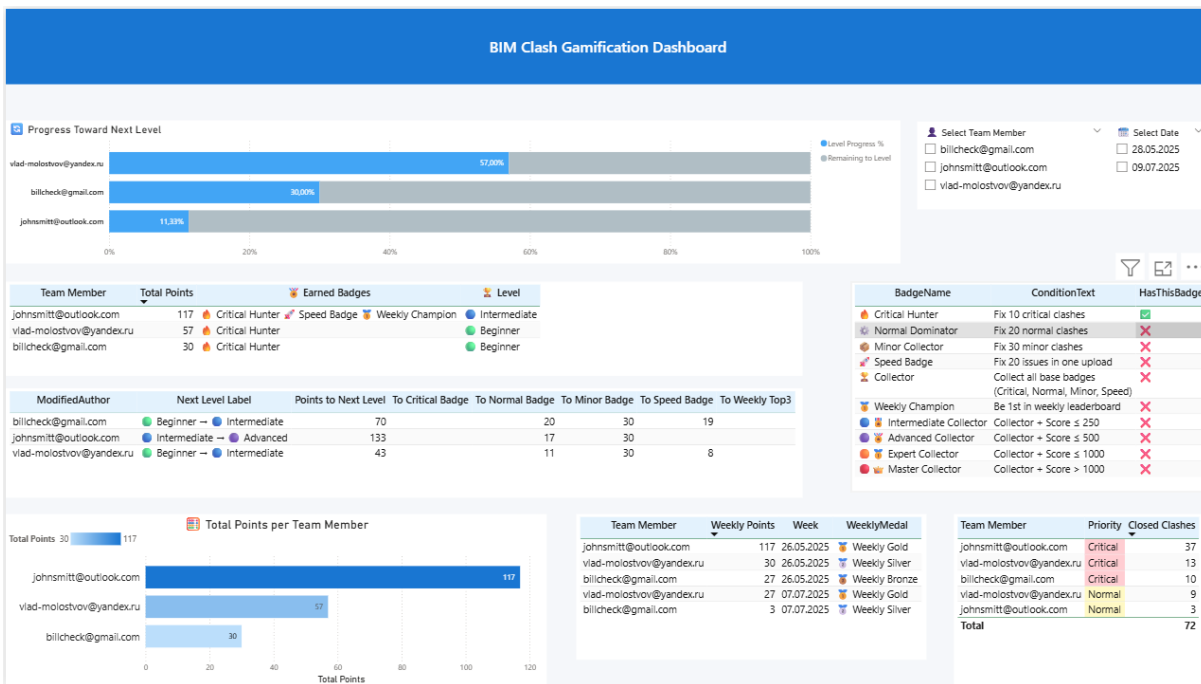 BIM Clash Gamification Dashboard
Progress Toward Next Level
Level Progress %
Remaining to Level
vlad-molostvov@yandex.ru 57,00%
billcheck@gmail.com 30,00%
johnsmitt@outlook.com 11,33%
0% 20% 40% 60% 80% 100%
Select Team Member
billcheck@gmail.com
johnsmitt@outlook.com
vlad-molostvov@yandex.ru
Select Date
28.05.2025
09.07.2025
Team Member Total Points Earned Badges Level
johnsmitt@outlook.com 117 Critical Hunter Speed Badge Weekly Champion Intermediate
vlad-molostvov@yandex.ru 57 Critical Hunter Beginner
billcheck@gmail.com 30 Critical Hunter Beginner
ModifiedAuthor Next Level Label Points to Next Level To Critical Badge To Normal Badge To Minor Badge To Speed Badge To Weekly Top3
billcheck@gmail.com Beginner → Intermediate 70 20 30 19
johnsmitt@outlook.com Intermediate → Advanced 133 17 30
vlad-molostvov@yandex.ru Beginner → Intermediate 43 11 30 8
BadgeName ConditionText HasThisBadge
Critical Hunter Fix 10 critical clashes
Normal Dominator Fix 20 normal clashes
Minor Collector Fix 30 minor clashes
Speed Badge Fix 20 issues in one upload
Collector Collect all base badges
(Critical, Normal, Minor, Speed)
Weekly Champion Be 1st in weekly leaderboard
Intermediate Collector Collector + Score ≤ 250
Advanced Collector Collector + Score ≤ 500
Expert Collector Collector + Score ≤ 1000
Master Collector Collector + Score > 1000
Total Points per Team Member
Total Points 30 117
johnsmitt@outlook.com 117
vlad-molostvov@yandex.ru 57
billcheck@gmail.com 30
0 20 40 60 80 100 120
Total Points
Team Member Weekly Points Week WeeklyMedal
johnsmitt@outlook.com 117 26.05.2025 Weekly Gold
vlad-molostvov@yandex.ru 30 26.05.2025 Weekly Silver
billcheck@gmail.com 27 26.05.2025 Weekly Bronze
vlad-molostvov@yandex.ru 27 07.07.2025 Weekly Gold
billcheck@gmail.com 3 07.07.2025 Weekly Silver
Team Member Priority Closed Clashes
johnsmitt@outlook.com Critical 37
vlad-molostvov@yandex.ru Critical 13
billcheck@gmail.com Critical 10
vlad-molostvov@yandex.ru Normal 9
johnsmitt@outlook.com Normal 3
Total 72